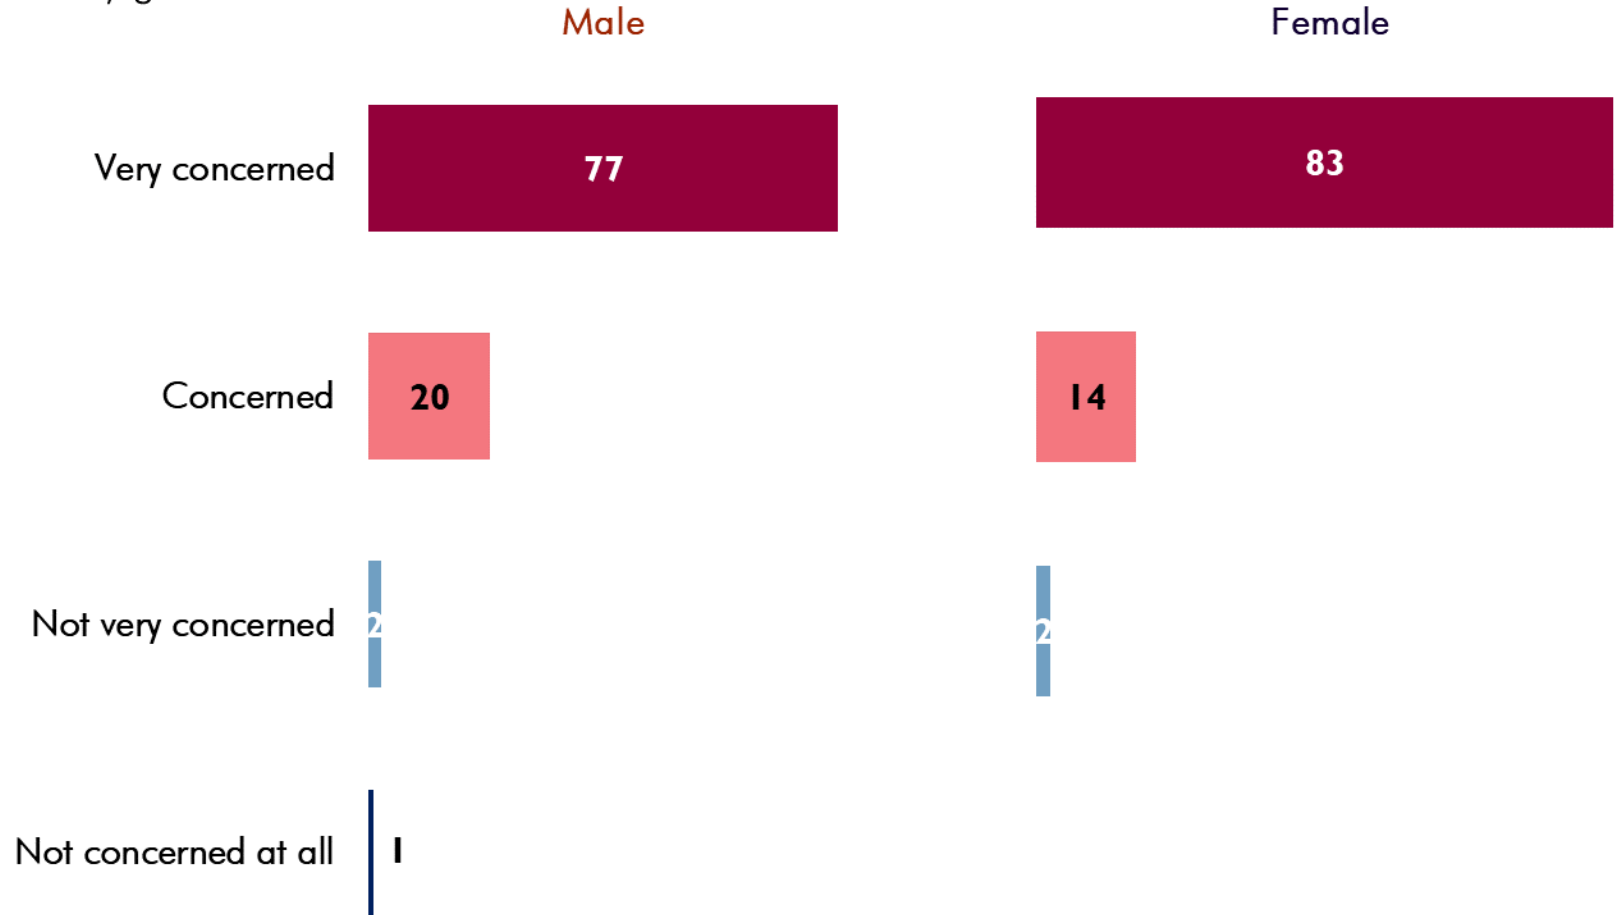 Male Female
Very concerned 77 83
Concerned 20 14
Not very concerned 2 2
Not concerned at all 1